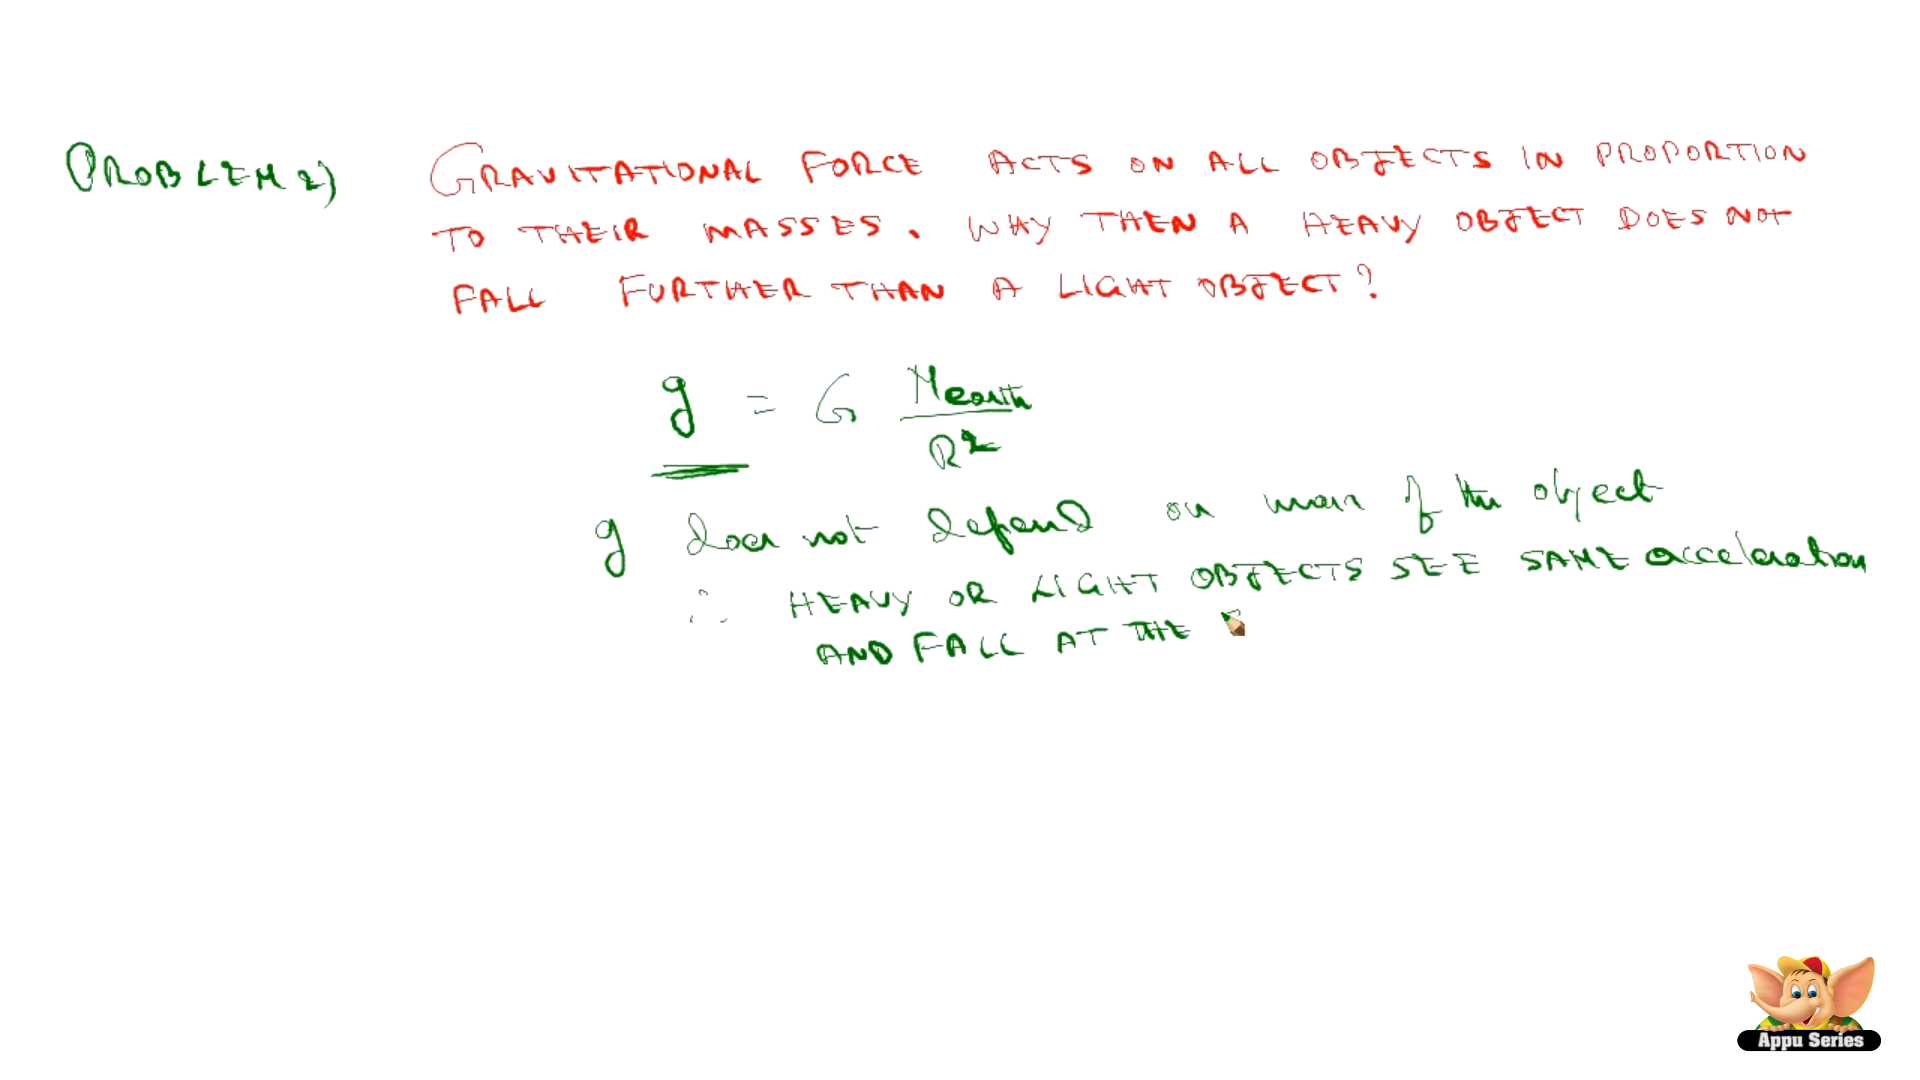 PROBLEM 2) GRAVITATIONAL FORCE ACTS ON ALL OBJECTS IN PROPORTION
TO THEIR MASSES. WHY THEN A HEAVY OBJECT DOES NOT
FALL FURTHER THAN A LIGHT OBJECT?
g = G Mearth / R²
g does not depend on mass of the object
∴ HEAVY OR LIGHT OBJECTS SEE SAME acceleration
AND FALL AT THE
Appu Series